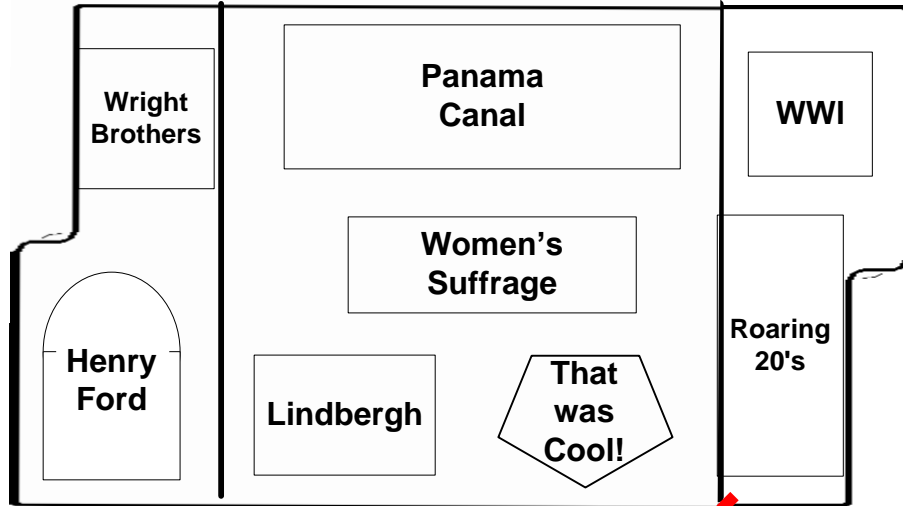 Wright
Brothers
Panama
Canal
WWI
Women’s
Suffrage
Henry
Ford
Lindbergh
That
was
Cool!
Roaring
20's